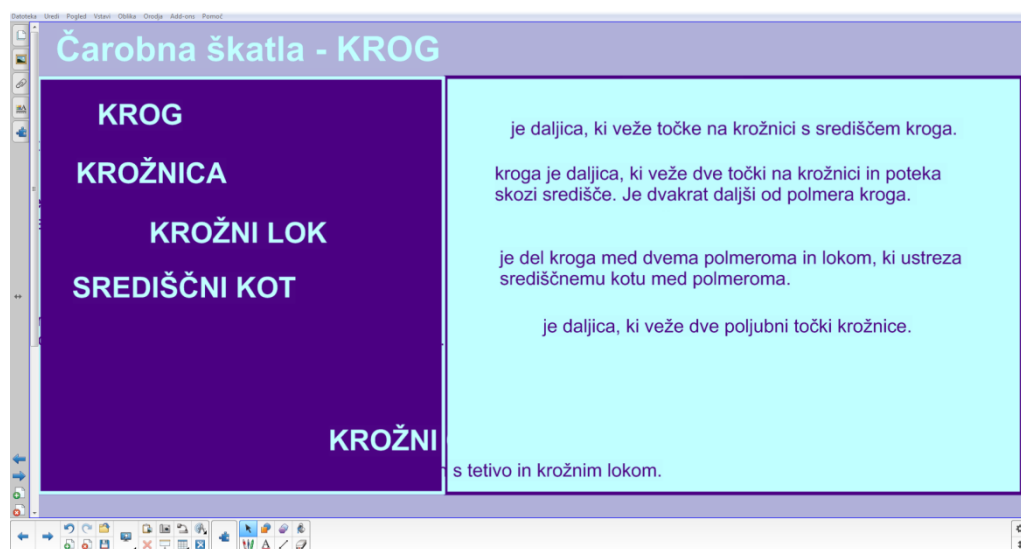 Datoteka Uredi Pogled Vstavi Oblika Orodja Add-ons Pomoč
Čarobna škatla - KROG
KROG
KROŽNICA
KROŽNI LOK
SREDIŠČNI KOT
KROŽNI
je daljica, ki veže točke na krožnici s središčem kroga.
kroga je daljica, ki veže dve točki na krožnici in poteka
skozi središče. Je dvakrat daljši od polmera kroga.
je del kroga med dvema polmeroma in lokom, ki ustreza
središčnemu kotu med polmeroma.
je daljica, ki veže dve poljubni točki krožnice.
s tetivo in krožnim lokom.